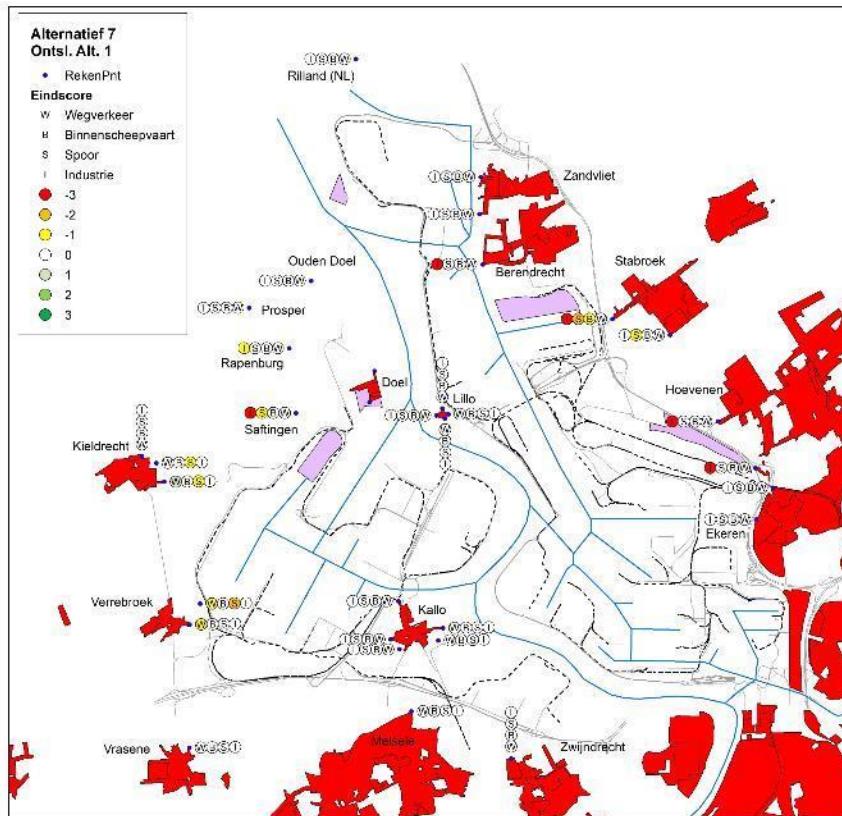 Alternatief 7
Ontsl. Alt. 1
RekenPnt
Eindscore
W Wegverkeer
B Binnenscheepvaart
S Spoor
I Industrie
-3
-2
-1
0
1
2
3
I S B W
Rilland (NL)
I S B W
Zandvliet
I S B W
I S B W
Berendrecht
Stabroek
Ouden Doel
I S B W
I S B W
Prosper
I S B W
I S B W
I S B W
Rapenburg
Doel
I S B W
Lillo
Hoevenen
I S B W
Saftingen
I S B W
W B S I
I S B W
W B S I
I S B W
Kieldrecht
W B S I
W B S I
I S B W
I S B W
I S B W
Ekeren
Verrebroek
W B S I
W B S I
I S B W
Kallo
W B S I
I S B W
W B S I
I S B W
W B S I
Melsele
I S B W
Zwijndrecht
Vrasene
W B S I